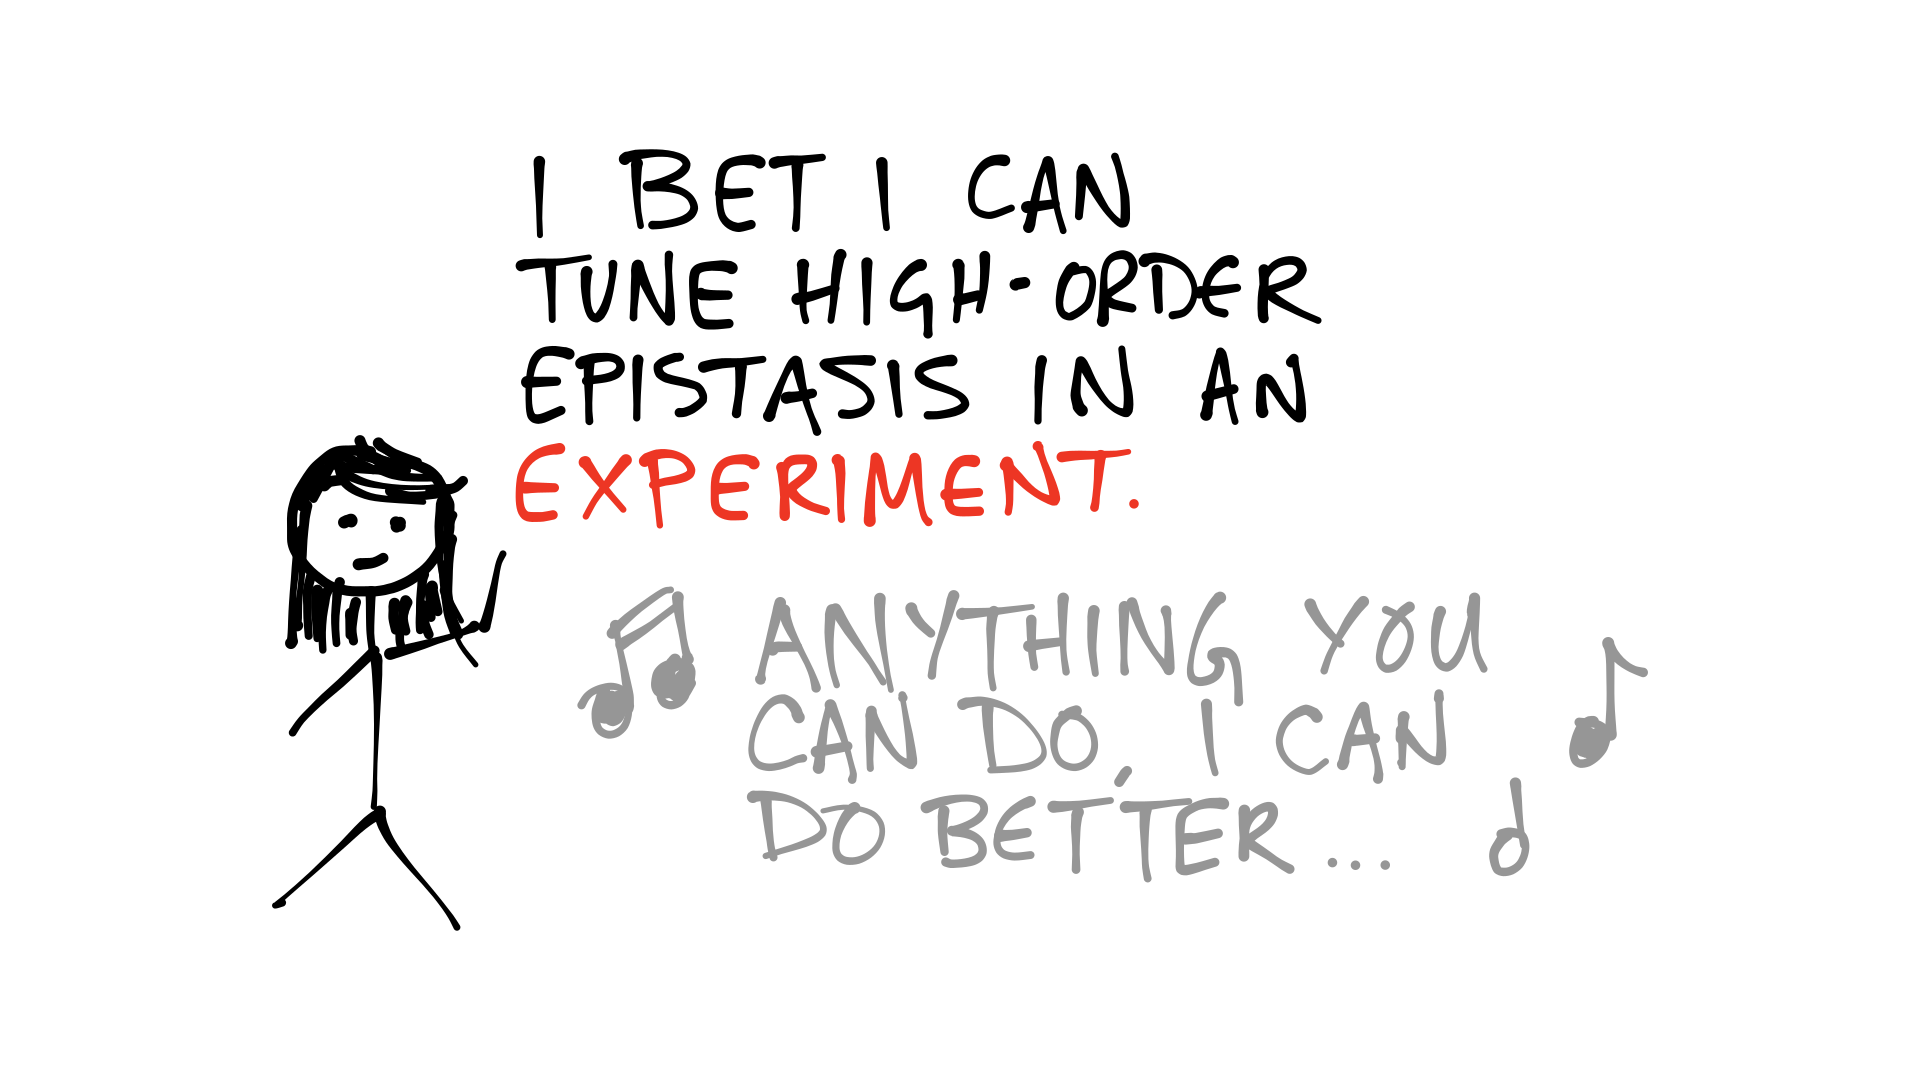 I BET I CAN
TUNE HIGH-ORDER
EPISTASIS IN AN
EXPERIMENT.
ANYTHING YOU
CAN DO, I CAN
DO BETTER...